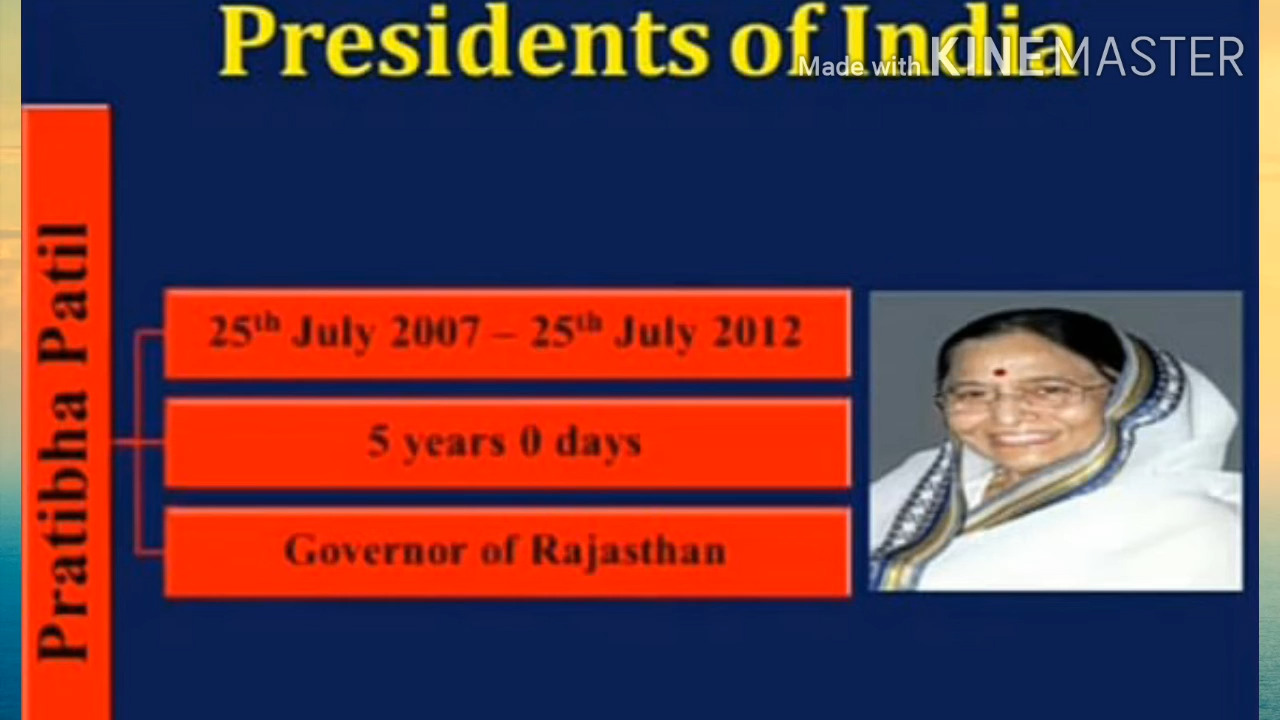 Presidents of India
Made with KINEMASTER
Pratibha Patil
25th July 2007 – 25th July 2012
5 years 0 days
Governor of Rajasthan